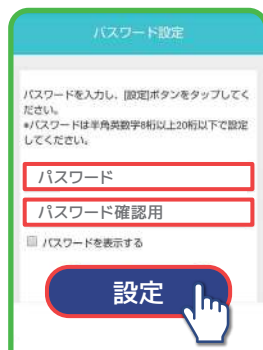 パスワード設定
パスワードを入力し、[設定]ボタンをタップしてく
ださい。
*パスワードは半角英数字8桁以上20桁以下で設定
してください。
パスワード
パスワード確認用
パスワードを表示する
設定